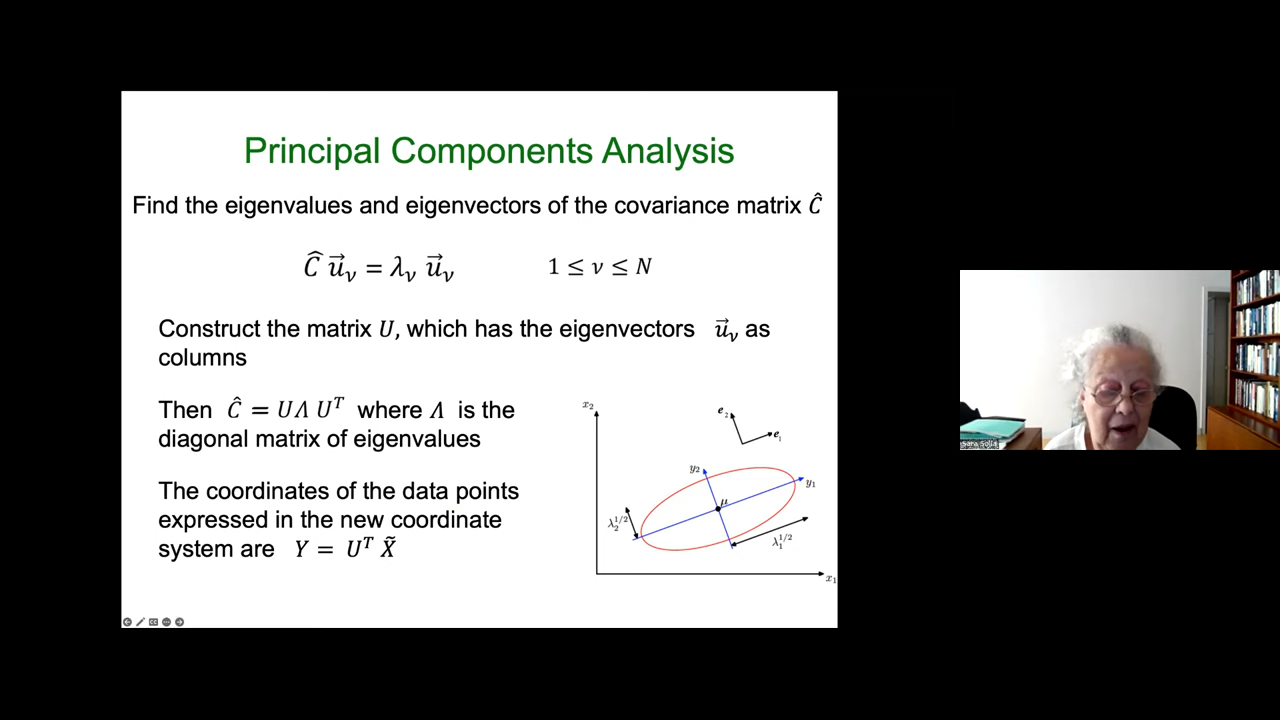 Principal Components Analysis
Find the eigenvalues and eigenvectors of the covariance matrix Ĉ
Ĉ u⃗ᵥ = λᵥ u⃗ᵥ 1 ≤ ν ≤ N
Construct the matrix U, which has the eigenvectors u⃗ᵥ as
columns
Then Ĉ = UΛ Uᵀ where Λ is the
diagonal matrix of eigenvalues
The coordinates of the data points
expressed in the new coordinate
system are Y = Uᵀ X̃
x₂
e₂
e₁
y₂
y₁
μ
λ₂^1/2
λ₁^1/2
x₁
Sara Solla